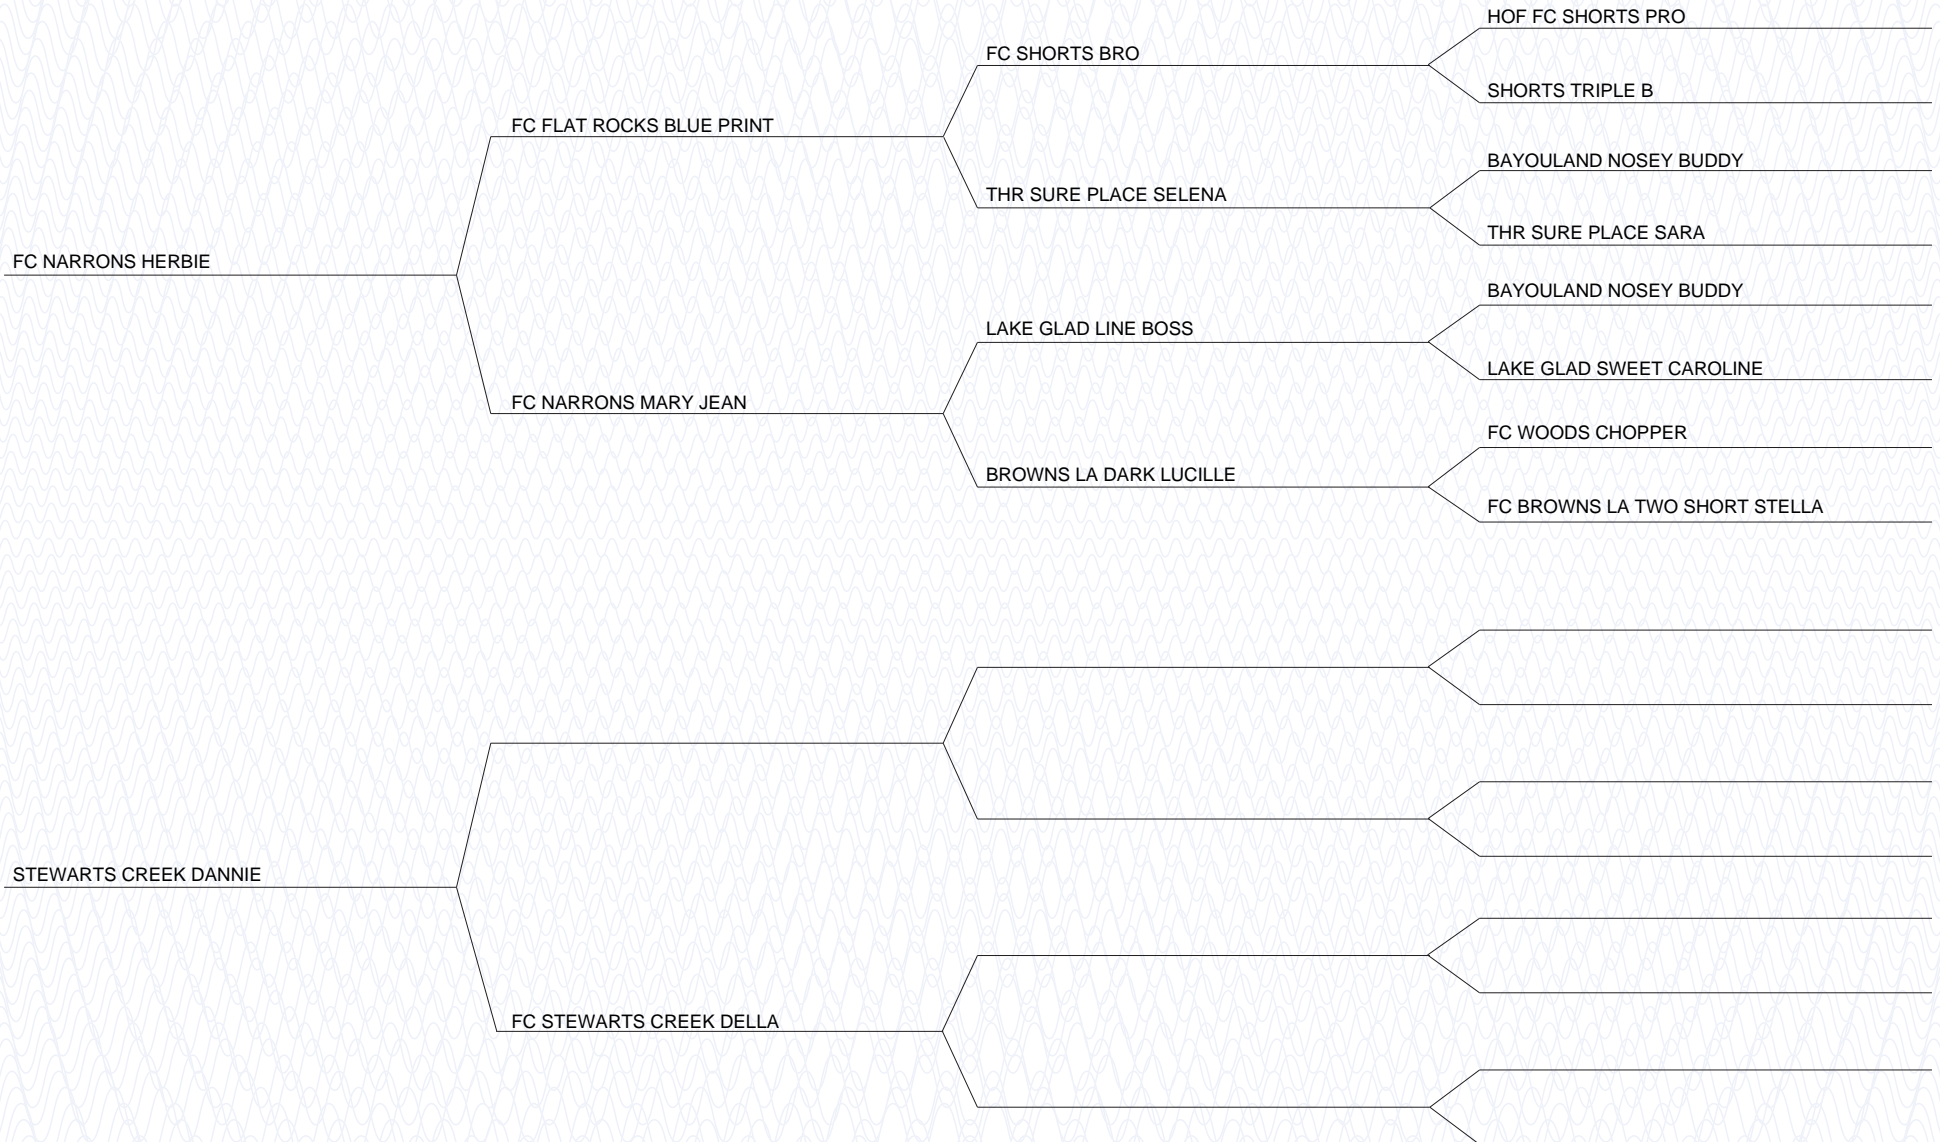 HOF FC SHORTS PRO
FC SHORTS BRO
SHORTS TRIPLE B
FC FLAT ROCKS BLUE PRINT
BAYOULAND NOSEY BUDDY
THR SURE PLACE SELENA
THR SURE PLACE SARA
FC NARRONS HERBIE
BAYOULAND NOSEY BUDDY
LAKE GLAD LINE BOSS
LAKE GLAD SWEET CAROLINE
FC NARRONS MARY JEAN
FC WOODS CHOPPER
BROWNS LA DARK LUCILLE
FC BROWNS LA TWO SHORT STELLA
STEWARTS CREEK DANNIE
FC STEWARTS CREEK DELLA